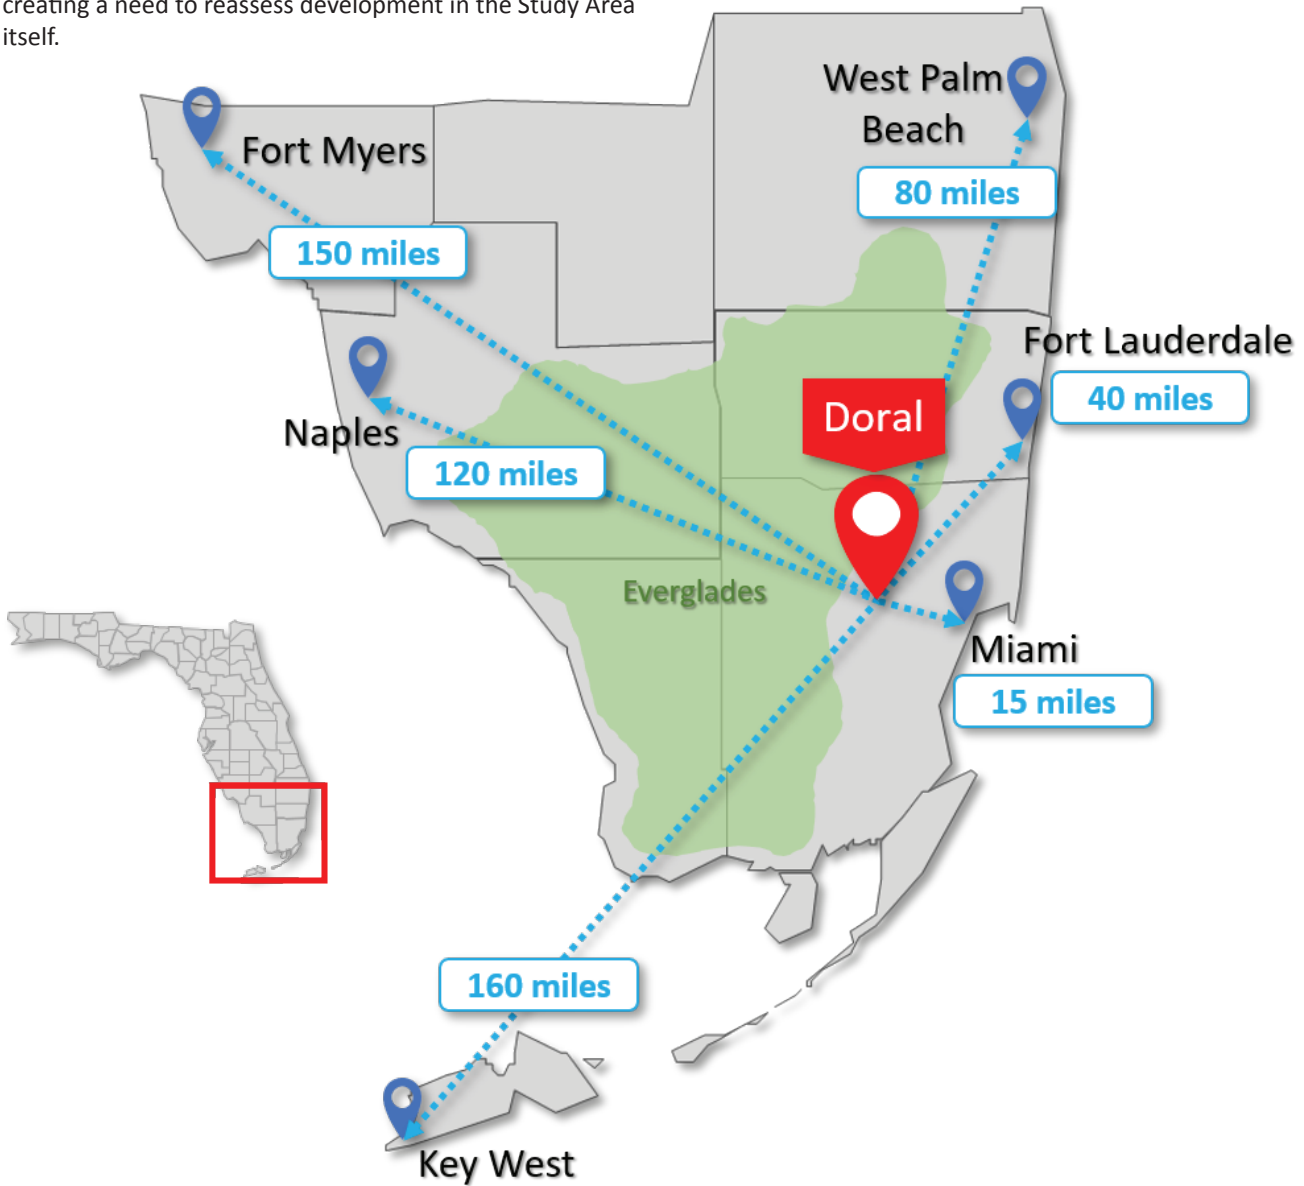 creating a need to reassess development in the Study Area
itself.
West Palm
Beach
80 miles
Fort Myers
150 miles
Fort Lauderdale
40 miles
Naples
120 miles
Doral
Everglades
Miami
15 miles
160 miles
Key West